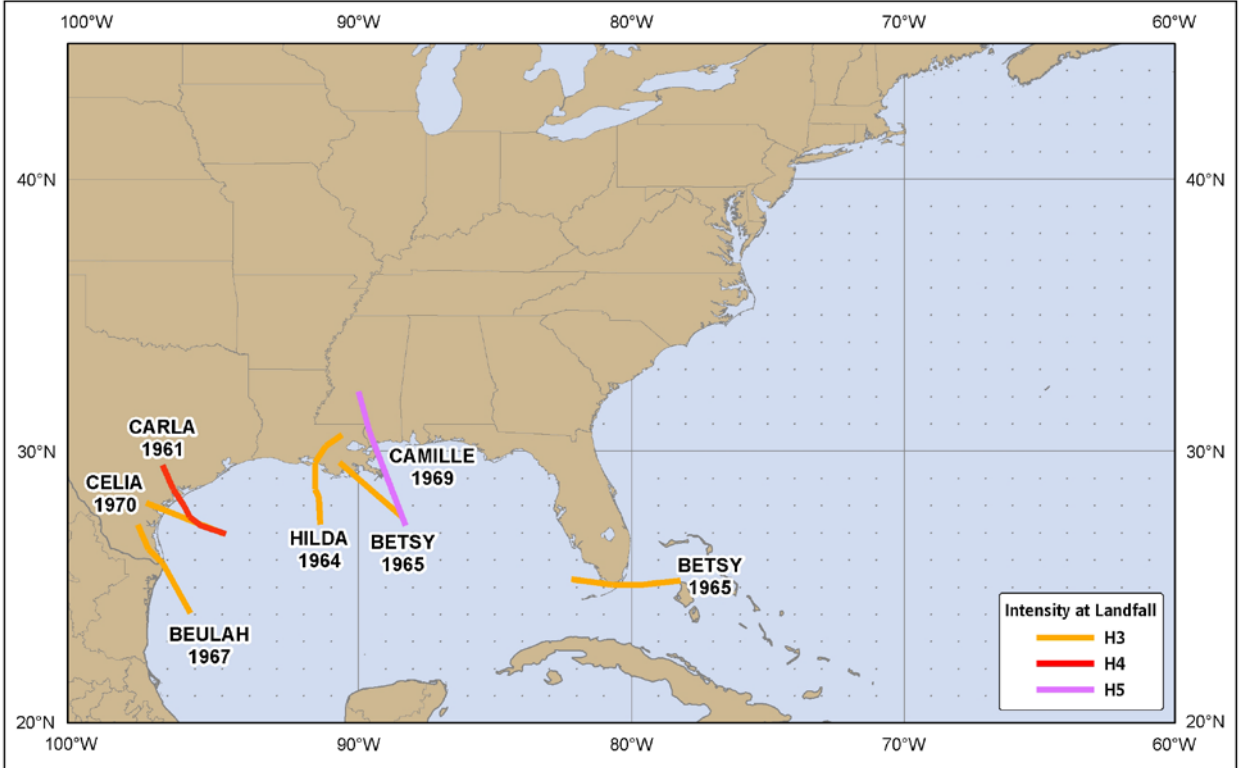 100°W 90°W 80°W 70°W 60°W
40°N 40°N
CARLA
1961
30°N 30°N
CAMILLE
1969
CELIA
1970
HILDA
1964
BETSY
1965
BETSY
1965
BEULAH
1967
Intensity at Landfall
H3
H4
H5
20°N 20°N
100°W 90°W 80°W 70°W 60°W